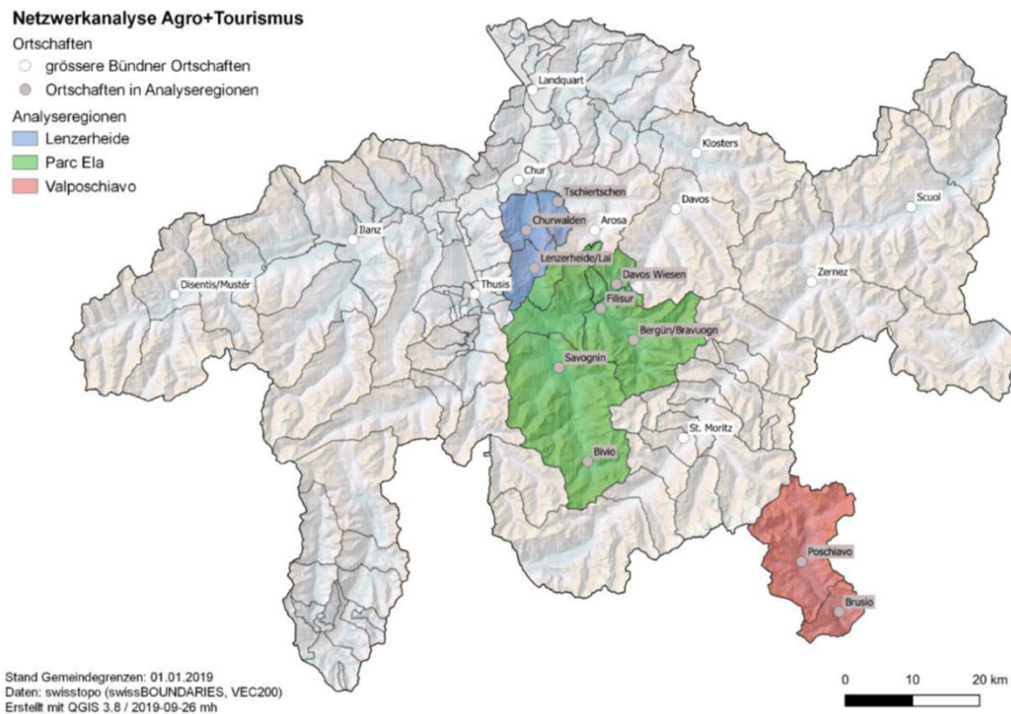 Netzwerkanalyse Agro+Tourismus
Ortschaften
grössere Bündner Ortschaften
Ortschaften in Analyseregionen
Analyseregionen
Lenzerheide
Parc Ela
Valposchiavo
Landquart
Klosters
Chur
Tschiertschen
Davos
Scuol
Churwalden
Arosa
Ilanz
Lenzerheide/Lai
Davos Wiesen
Zernez
Disentis/Mustér
Thusis
Filisur
Bergün/Bravuogn
Savognin
St. Moritz
Bivio
Poschiavo
Brusio
Stand Gemeindegrenzen: 01.01.2019
Daten: swisstopo (swissBOUNDARIES, VEC200)
Erstellt mit QGIS 3.8 / 2019-09-26 mh
0 10 20 km